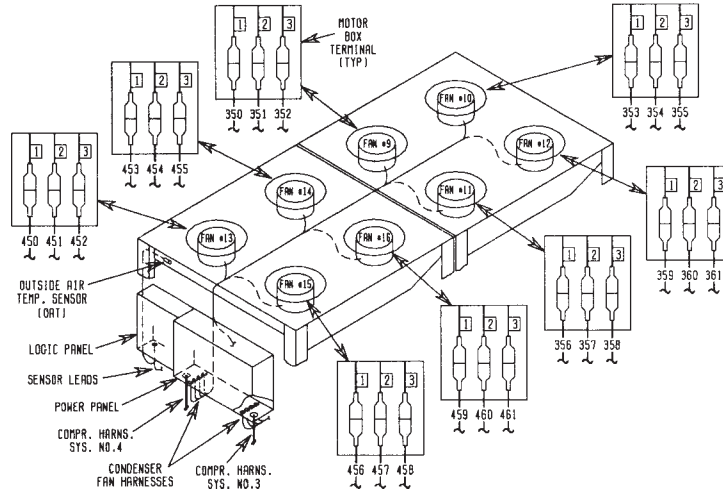 1 2 3
350 351 352
MOTOR
BOX
TERMINAL
(TYP)
1 2 3
353 354 355
1 2 3
453 454 455
1 2 3
450 451 452
FAN #10
FAN #9
FAN #12
FAN #14
FAN #11
FAN #13
FAN #16
FAN #15
1 2 3
359 360 361
1 2 3
356 357 358
1 2 3
459 460 461
1 2 3
456 457 458
OUTSIDE AIR
TEMP. SENSOR
(OAT)
LOGIC PANEL
SENSOR LEADS
POWER PANEL
COMPR. HARNS.
SYS. NO.4
CONDENSER
FAN HARNESSES
COMPR. HARNS.
SYS. NO.3